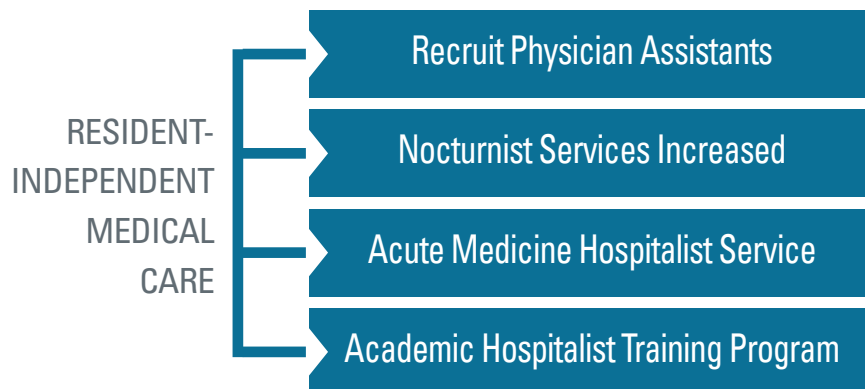 RESIDENT-
INDEPENDENT
MEDICAL
CARE
Recruit Physician Assistants
Nocturnist Services Increased
Acute Medicine Hospitalist Service
Academic Hospitalist Training Program